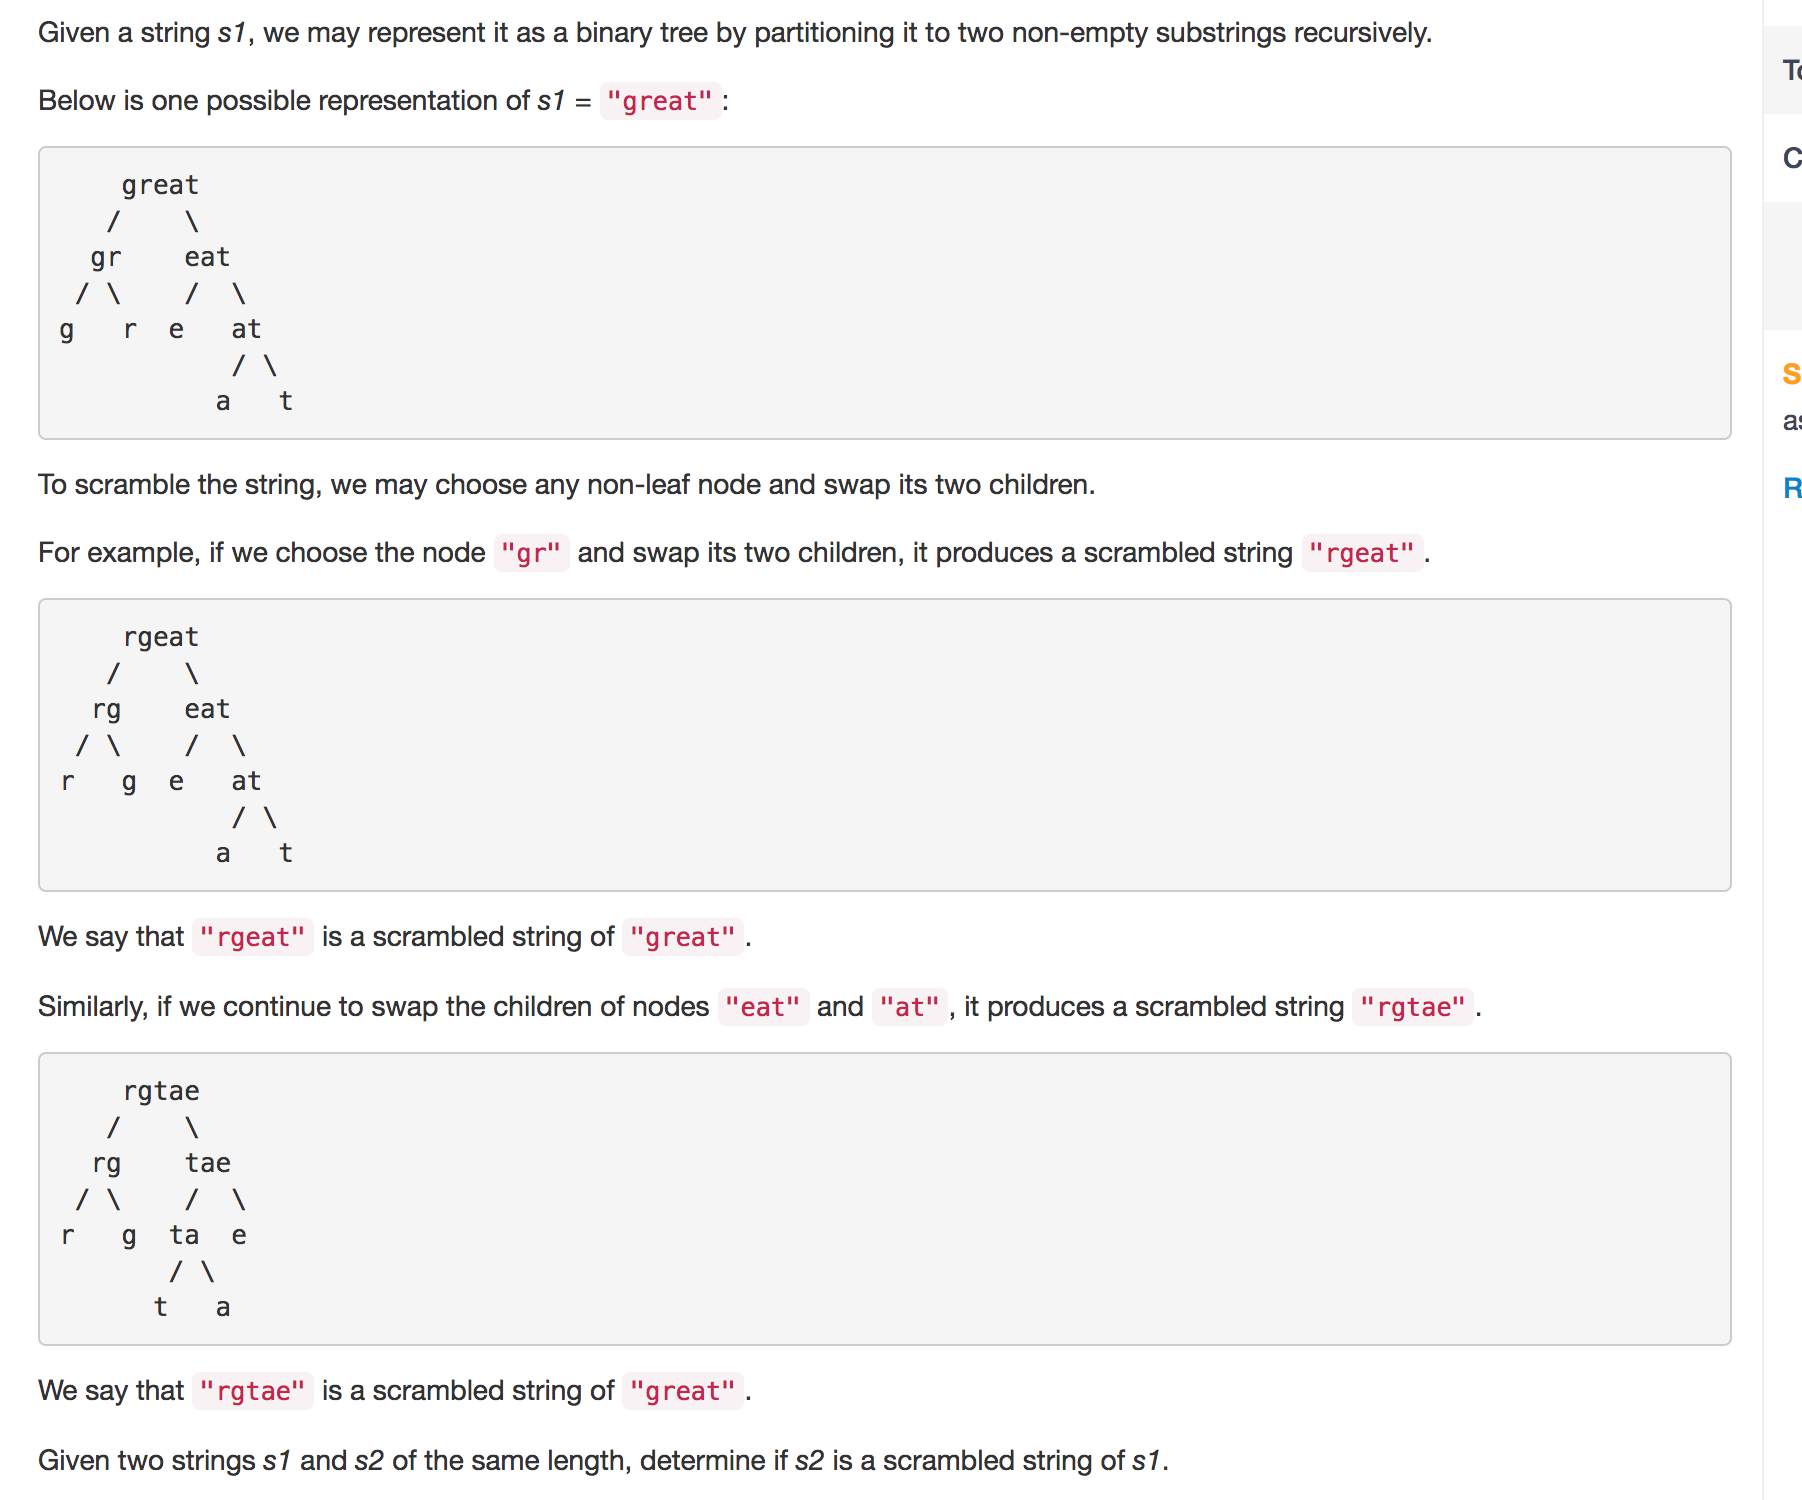 Given a string s1, we may represent it as a binary tree by partitioning it to two non-empty substrings recursively.
Below is one possible representation of s1 = "great":
    great
   /    \
  gr    eat
 / \    /  \
g   r  e   at
           / \
          a   t
To scramble the string, we may choose any non-leaf node and swap its two children.
For example, if we choose the node "gr" and swap its two children, it produces a scrambled string "rgeat".
    rgeat
   /    \
  rg    eat
 / \    /  \
r   g  e   at
           / \
          a   t
We say that "rgeat" is a scrambled string of "great".
Similarly, if we continue to swap the children of nodes "eat" and "at", it produces a scrambled string "rgtae".
    rgtae
   /    \
  rg    tae
 / \    /  \
r   g  ta  e
       / \
      t   a
We say that "rgtae" is a scrambled string of "great".
Given two strings s1 and s2 of the same length, determine if s2 is a scrambled string of s1.
C
S
R